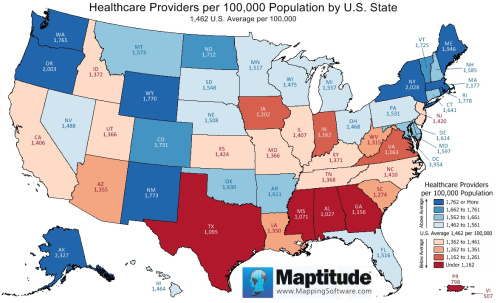 Healthcare Providers per 100,000 Population by U.S. State
1,462 U.S. Average per 100,000
WA
1,765
OR
2,003
CA
1,406
NV
1,488
ID
1,372
MT
1,573
WY
1,770
UT
1,366
AZ
1,355
CO
1,731
NM
1,773
ND
1,712
SD
1,548
NE
1,508
KS
1,424
OK
1,630
TX
1,095
MN
1,517
IA
1,202
MO
1,366
AR
1,611
LA
1,350
WI
1,475
IL
1,407
MI
1,557
IN
1,162
OH
1,468
KY
1,371
TN
1,368
MS
1,071
AL
1,027
GA
1,156
FL
1,516
SC
1,274
NC
1,410
VA
1,163
WV
PA
1,531
NY
2,028
VT
1,725
ME
1,946
NH
1,585
MA
2,177
RI
1,778
CT
1,641
NJ
1,420
DE
1,634
MD
1,597
DC
3,954
AK
2,327
HI
1,464
PR
798
VI
507
Healthcare Providers
per 100,000 Population
Above Average
1,762 or More
1,662 to 1,761
1,562 to 1,661
1,462 to 1,561
U.S. Average 1,462 per 100,000
Below Average
1,362 to 1,461
1,262 to 1,361
1,162 to 1,261
Under 1,162
Maptitude
www.MappingSoftware.com